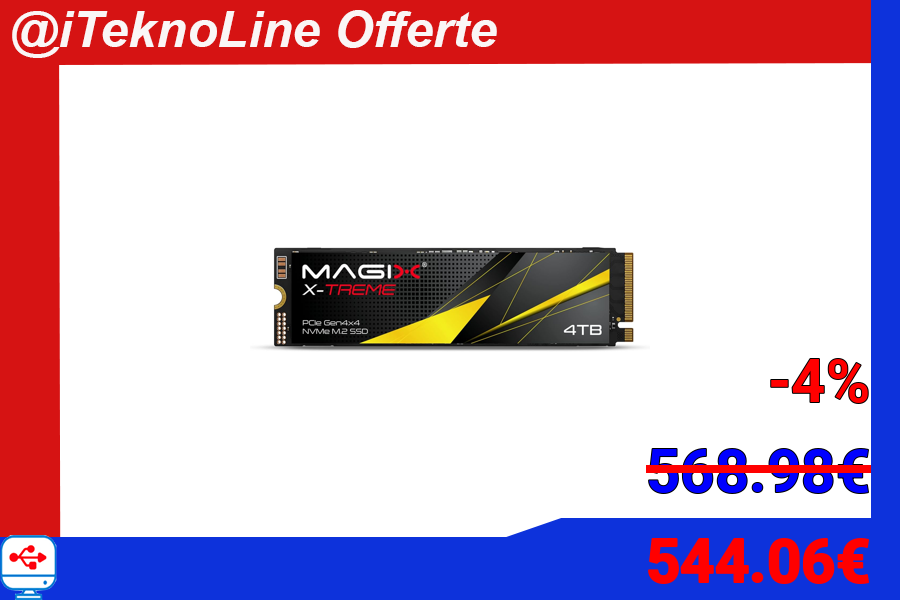 @iTeknoLine Offerte
MAGIX®
X-TREME
PCIe Gen4x4
NVMe M.2 SSD
4TB
-4%
568.98€
544.06€